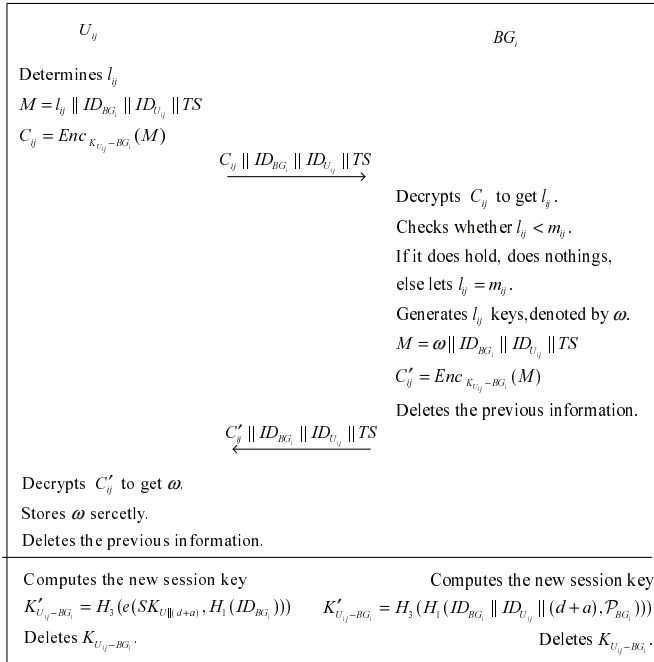 U_{ij}
BG_i
Determines l_{ij}
M = l_{ij} || ID_{BG_i} || ID_{U_{ij}} || TS
C_{ij} = Enc_{K_{U_{ij}-BG_i}}(M)
C_{ij} || ID_{BG_i} || ID_{U_{ij}} || TS
Decrypts C_{ij} to get l_{ij}.
Checks whether l_{ij} < m_{ij}.
If it does hold, does nothings,
else lets l_{ij} = m_{ij}.
Generates l_{ij} keys,denoted by ω.
M = ω || ID_{BG_i} || ID_{U_{ij}} || TS
C'_{ij} = Enc_{K_{U_{ij}-BG_i}}(M)
Deletes the previous information.
C'_{ij} || ID_{BG_i} || ID_{U_{ij}} || TS
Decrypts C'_{ij} to get ω.
Stores ω sercetly.
Deletes the previous information.
Computes the new session key
K'_{U_{ij}-BG_i} = H_3(e(SK_{U||(d+a)}, H_1(ID_{BG_i})))
Deletes K_{U_{ij}-BG_i}.
Computes the new session key
K'_{U_{ij}-BG_i} = H_3(H_1(ID_{BG_i} || ID_{U_{ij}} || (d+a), 𝒫_{BG_i})))
Deletes K_{U_{ij}-BG_i}.